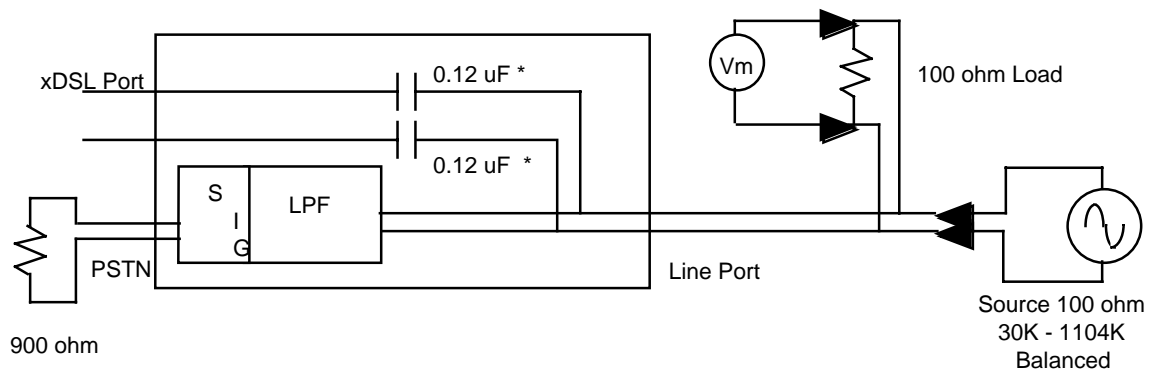 xDSL Port
0.12 uF *
Vm
100 ohm Load
0.12 uF *
S
I
G
LPF
PSTN
Line Port
900 ohm
Source 100 ohm
30K - 1104K
Balanced